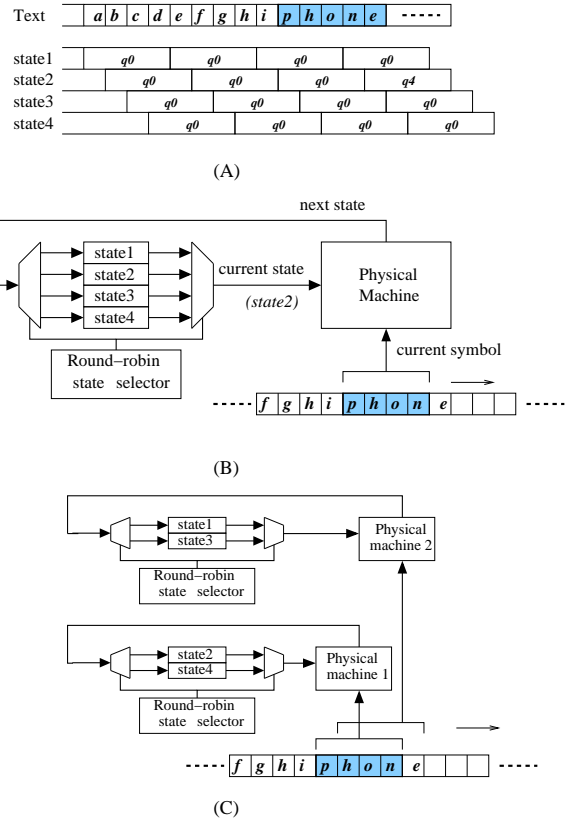 Text a b c d e f g h i p h o n e
state1 q0 q0 q0 q0
state2 q0 q0 q0 q4
state3 q0 q0 q0 q0
state4 q0 q0 q0 q0
(A)
next state
state1
state2
state3
state4
current state
(state2)
Physical
Machine
Round−robin
state selector
current symbol
f g h i p h o n e
(B)
state1
state3
Physical
machine 2
Round−robin
state selector
state2
state4
Physical
machine 1
Round−robin
state selector
f g h i p h o n e
(C)